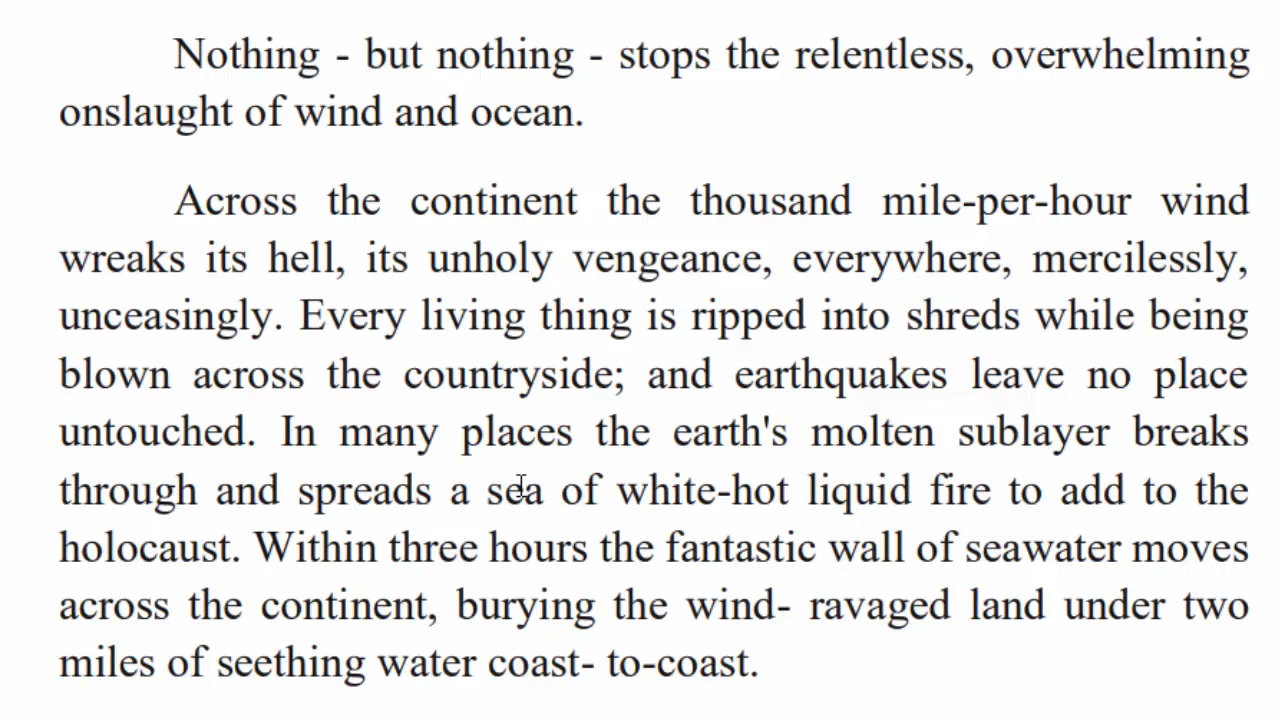 Nothing - but nothing - stops the relentless, overwhelming
onslaught of wind and ocean.
Across the continent the thousand mile-per-hour wind
wreaks its hell, its unholy vengeance, everywhere, mercilessly,
unceasingly. Every living thing is ripped into shreds while being
blown across the countryside; and earthquakes leave no place
untouched. In many places the earth's molten sublayer breaks
through and spreads a sea of white-hot liquid fire to add to the
holocaust. Within three hours the fantastic wall of seawater moves
across the continent, burying the wind- ravaged land under two
miles of seething water coast- to-coast.